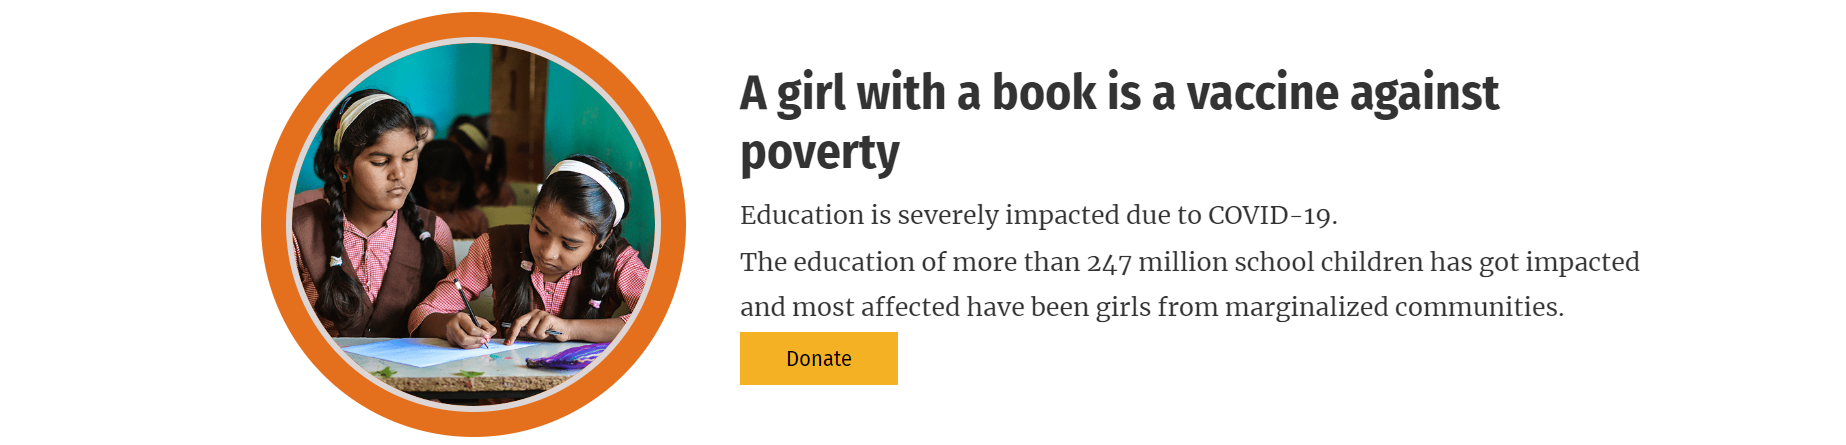 A girl with a book is a vaccine against
poverty
Education is severely impacted due to COVID-19.
The education of more than 247 million school children has got impacted
and most affected have been girls from marginalized communities.
Donate